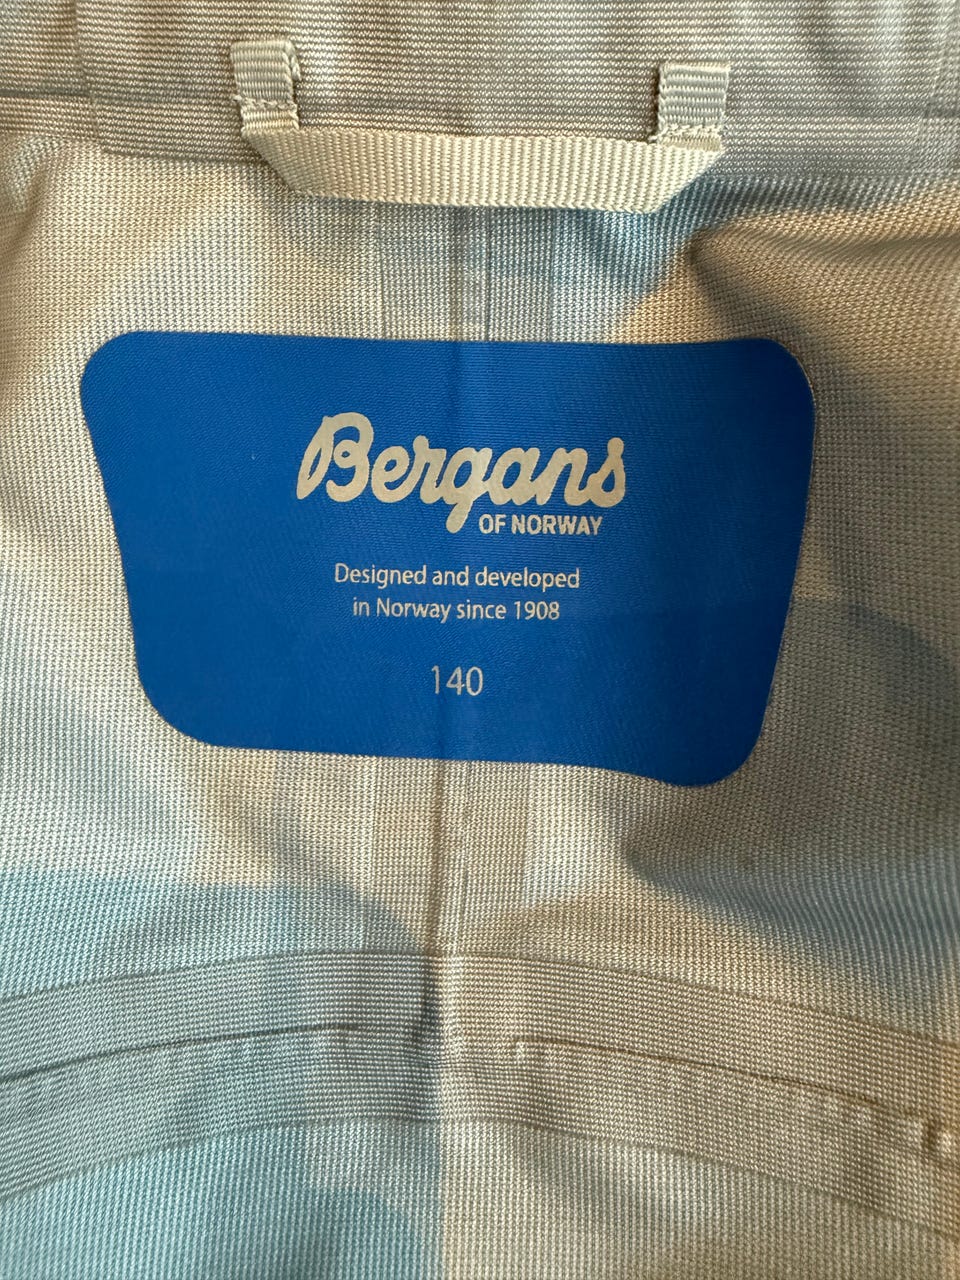 Bergans
OF NORWAY
Designed and developed
in Norway since 1908
140